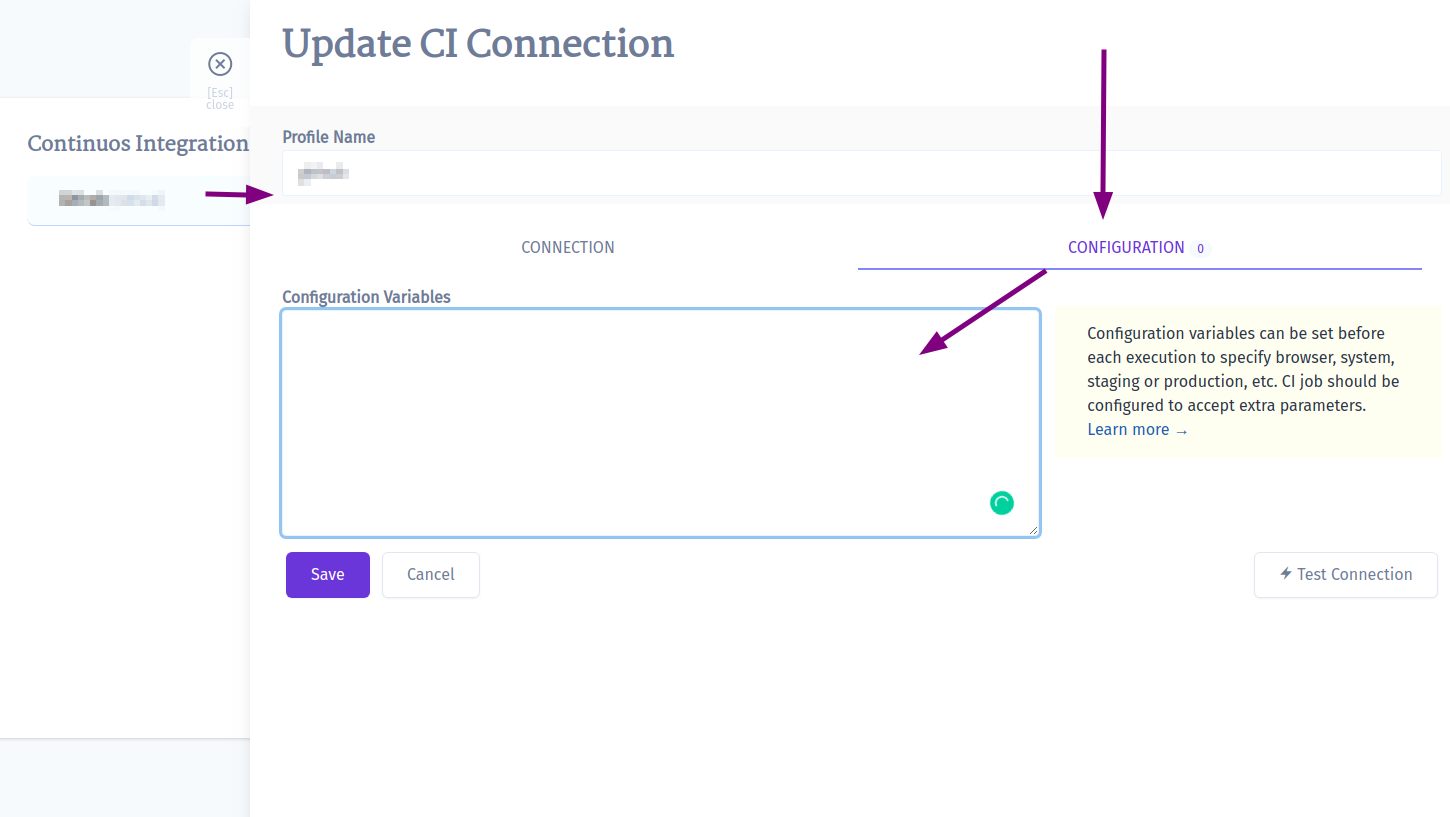 Update CI Connection
[Esc]
close
Continuos Integration
Profile Name
CONNECTION
CONFIGURATION 0
Configuration Variables
Configuration variables can be set before
each execution to specify browser, system,
staging or production, etc. CI job should be
configured to accept extra parameters.
Learn more →
Save
Cancel
Test Connection